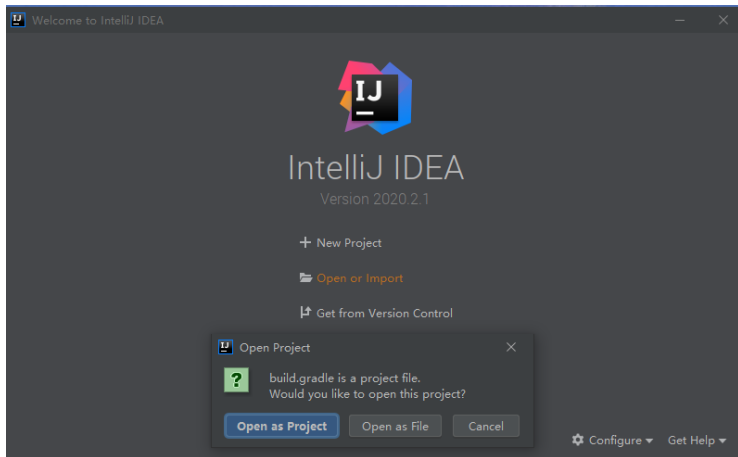 Welcome to IntelliJ IDEA
IJ
IntelliJ IDEA
Version 2020.2.1
New Project
Open or Import
Get from Version Control
IJ Open Project
? build.gradle is a project file.
Would you like to open this project?
Open as Project Open as File Cancel
Configure Get Help